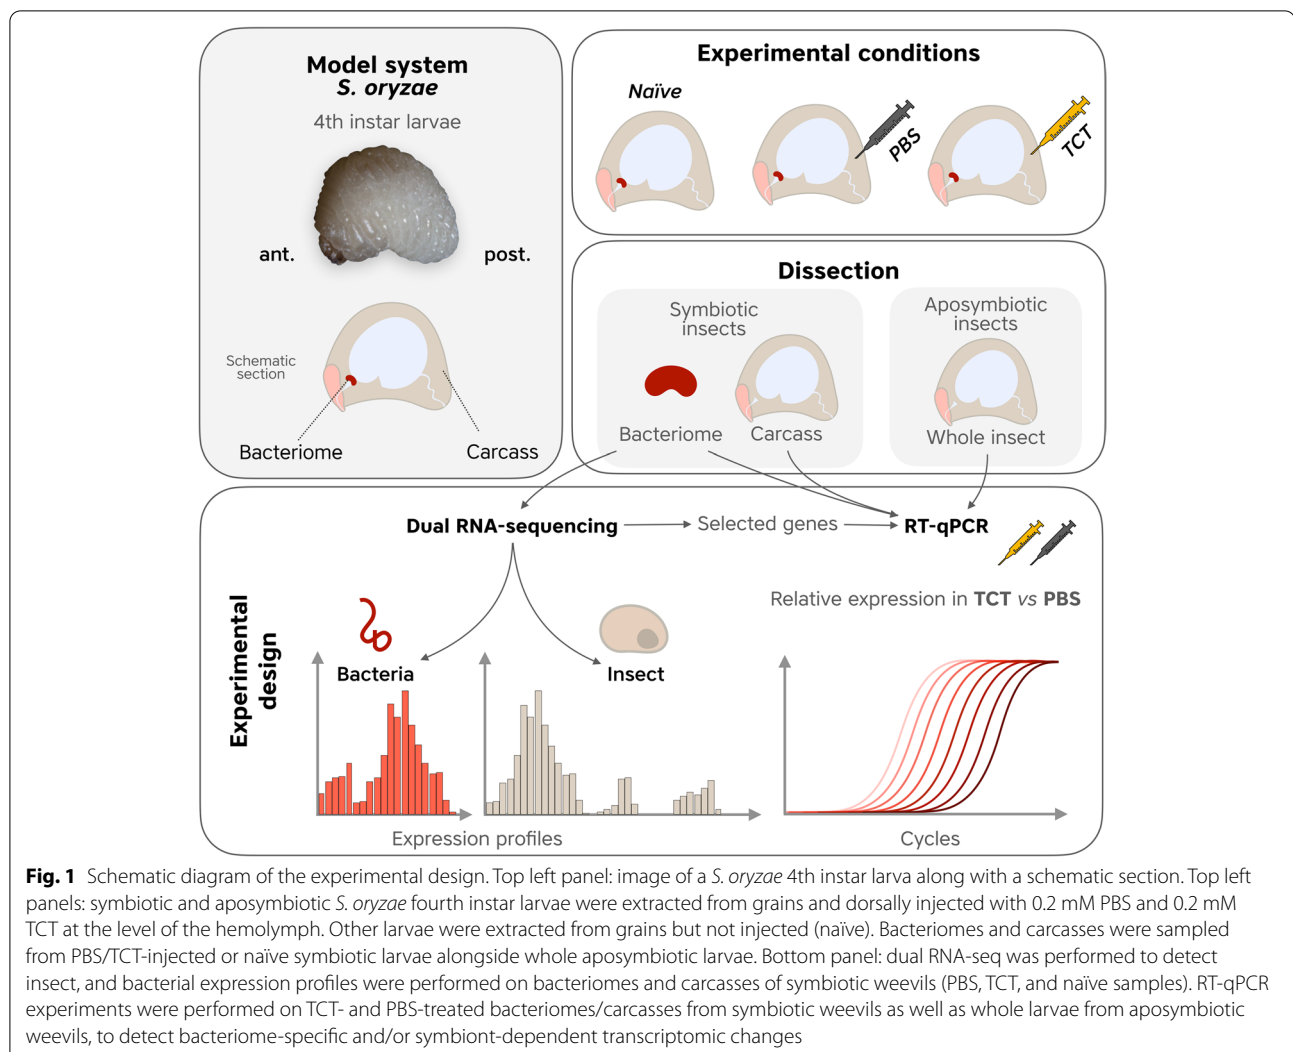 Model system
S. oryzae
4th instar larvae
ant.
post.
Schematic
section
Bacteriome
Carcass
Experimental conditions
Naïve
PBS
TCT
Dissection
Symbiotic
insects
Bacteriome
Carcass
Aposymbiotic
insects
Whole insect
Experimental
design
Dual RNA-sequencing
Selected genes
RT-qPCR
Relative expression in TCT vs PBS
Bacteria
Insect
Expression profiles
Cycles
Fig. 1 Schematic diagram of the experimental design. Top left panel: image of a S. oryzae 4th instar larva along with a schematic section. Top left
panels: symbiotic and aposymbiotic S. oryzae fourth instar larvae were extracted from grains and dorsally injected with 0.2 mM PBS and 0.2 mM
TCT at the level of the hemolymph. Other larvae were extracted from grains but not injected (naïve). Bacteriomes and carcasses were sampled
from PBS/TCT-injected or naïve symbiotic larvae alongside whole aposymbiotic larvae. Bottom panel: dual RNA-seq was performed to detect
insect, and bacterial expression profiles were performed on bacteriomes and carcasses of symbiotic weevils (PBS, TCT, and naïve samples). RT-qPCR
experiments were performed on TCT- and PBS-treated bacteriomes/carcasses from symbiotic weevils as well as whole larvae from aposymbiotic
weevils, to detect bacteriome-specific and/or symbiont-dependent transcriptomic changes